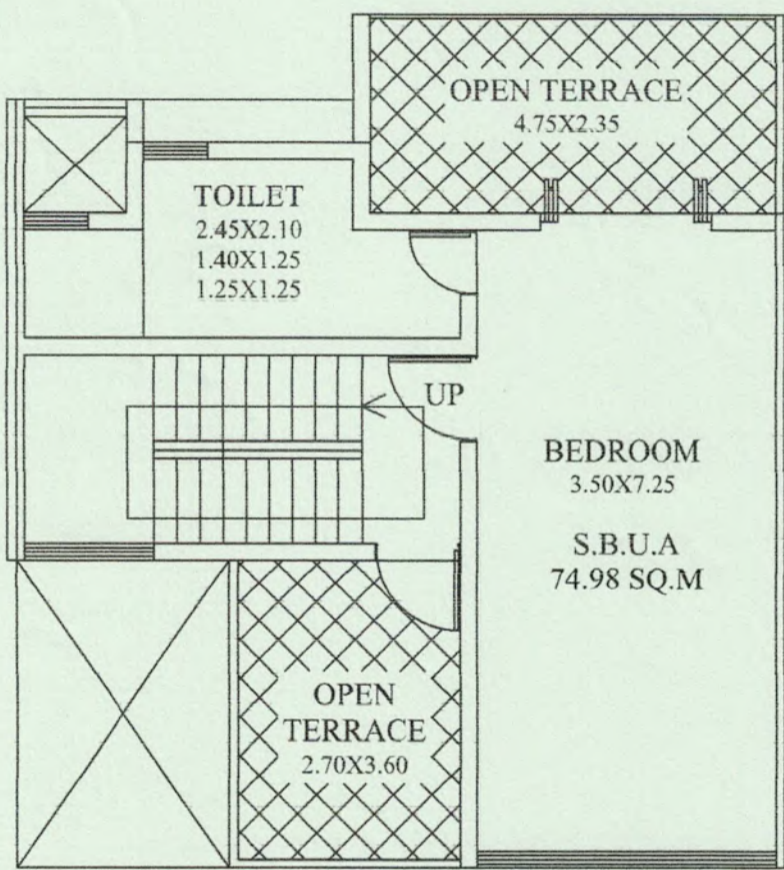 OPEN TERRACE
4.75X2.35
TOILET
2.45X2.10
1.40X1.25
1.25X1.25
UP
BEDROOM
3.50X7.25
S.B.U.A
74.98 SQ.M
OPEN
TERRACE
2.70X3.60